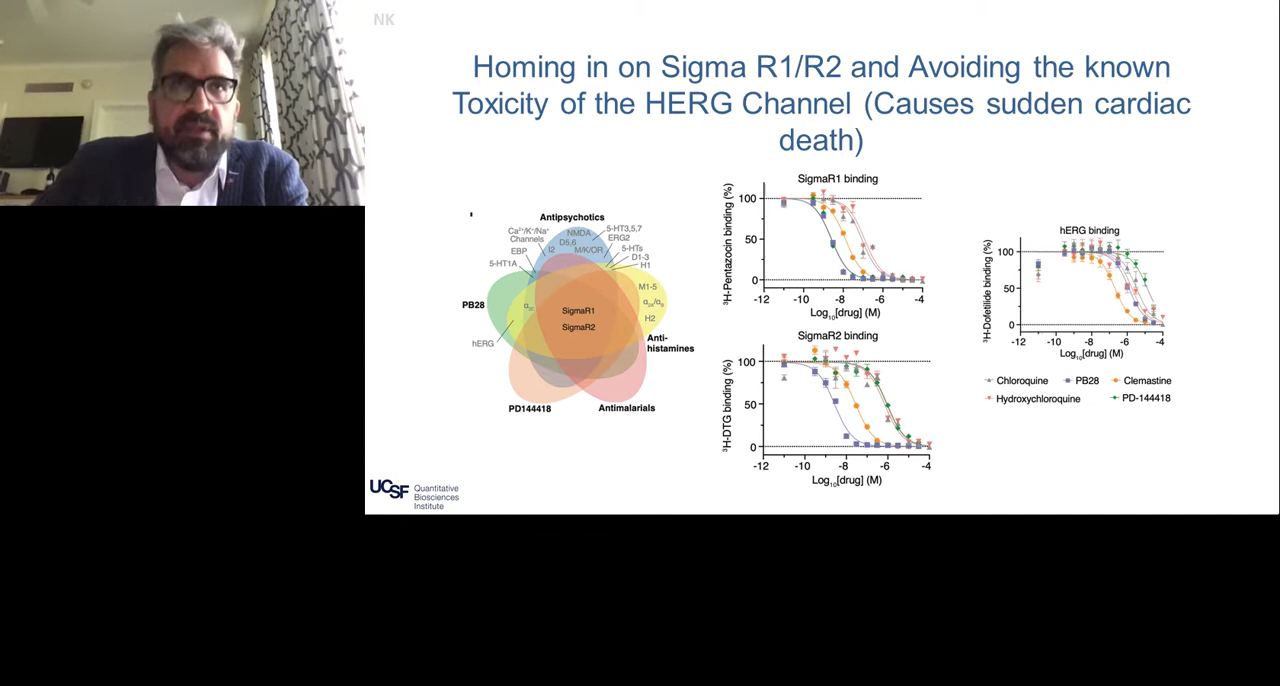 NK
Homing in on Sigma R1/R2 and Avoiding the known
Toxicity of the HERG Channel (Causes sudden cardiac
death)
Antipsychotics
Ca²⁺/K⁺/Na⁺
Channels
NMDA
5-HT3,5,7
D5,6
ERG2
I2
M/K/OR
EBP
5-HTs
D1-3
5-HT1A
H1
M1-5
PB28
SigmaR1
H2
SigmaR2
Anti-
histamines
hERG
PD144418
Antimalarials
SigmaR1 binding
³H-Pentazocin binding (%)
100
50
0
-12 -10 -8 -6 -4
Log₁₀[drug] (M)
SigmaR2 binding
³H-DTG binding (%)
100
50
0
-12 -10 -8 -6 -4
Log₁₀[drug] (M)
hERG binding
³H-Dofetilide binding (%)
100
50
0
-12 -10 -8 -6 -4
Log₁₀[drug] (M)
Chloroquine PB28 Clemastine
Hydroxychloroquine PD-144418
UCSF
Quantitative
Biosciences
Institute